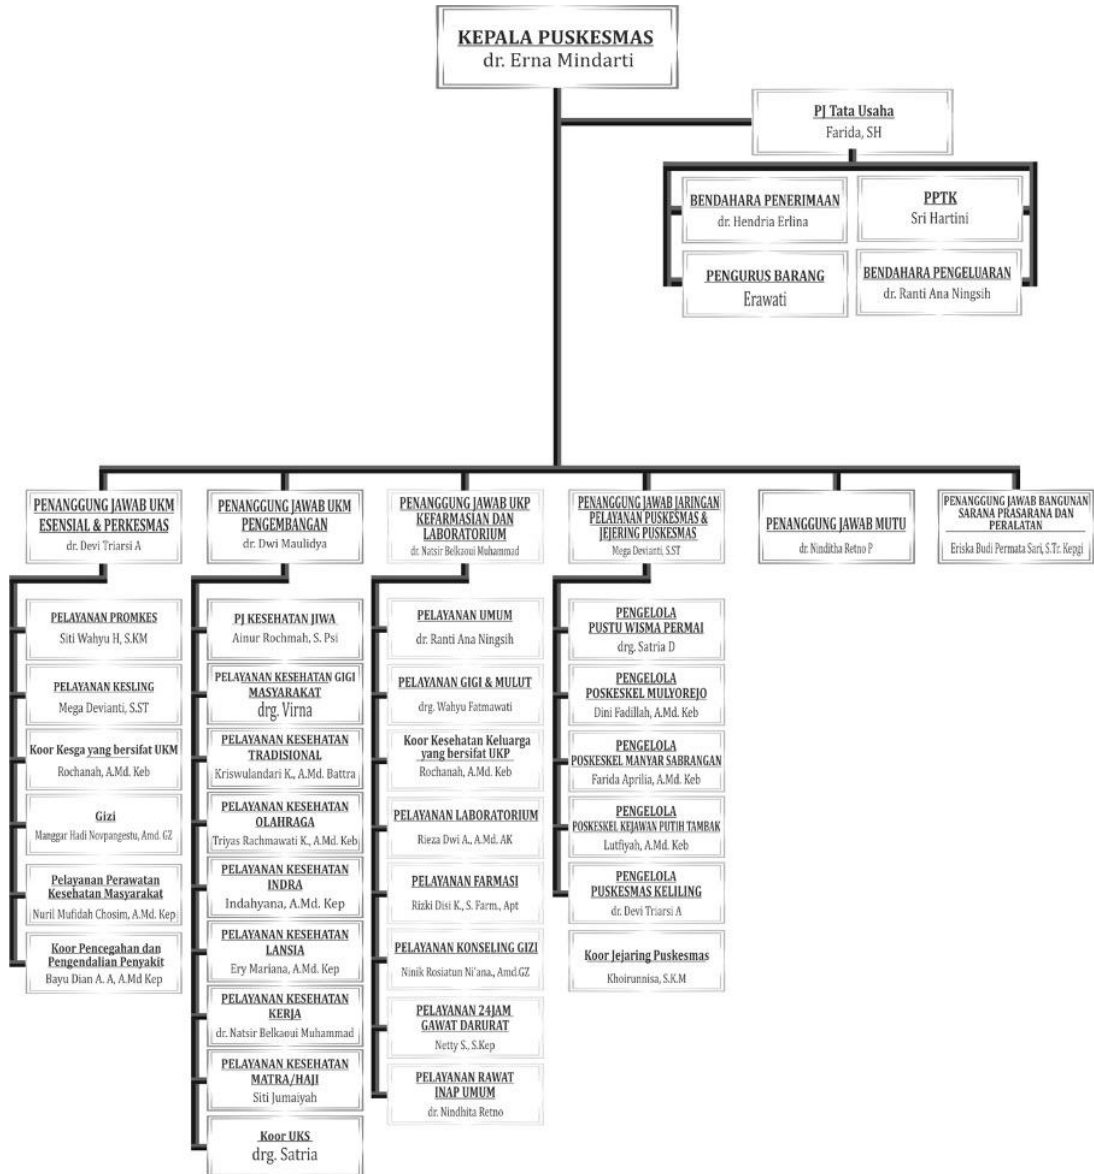 KEPALA PUSKESMAS
dr. Erna Mindarti
PJ Tata Usaha
Farida, SH
BENDAHARA PENERIMAAN
dr. Hendria Erlina
PPTK
Sri Hartini
PENGURUS BARANG
Erawati
BENDAHARA PENGELUARAN
dr. Ranti Ana Ningsih
PENANGGUNG JAWAB UKM
ESENSIAL & PERKESMAS
dr. Devi Triarsi A
PENANGGUNG JAWAB UKM
PENGEMBANGAN
dr. Dwi Maulidya
PENANGGUNG JAWAB UKP
KEFARMASIAN DAN
LABORATORIUM
dr. Natsir Belkaoui Muhammad
PENANGGUNG JAWAB JARINGAN
PELAYANAN PUSKESMAS &
JEJERING PUSKESMAS
Mega Devianti, S.ST
PENANGGUNG JAWAB MUTU
dr. Ninditha Retno P
PENANGGUNG JAWAB BANGUNAN
SARANA PRASARANA DAN
PERALATAN
Eriska Budi Permata Sari, S.Tr. Kepgi
PELAYANAN PROMKES
Siti Wahyu H, S.KM
PELAYANAN KESLING
Mega Devianti, S.ST
Koor Kesga yang bersifat UKM
Rochanah, A.Md. Keb
Gizi
Manggar Hadi Novpangestu, Amd. GZ
Pelayanan Perawatan
Kesehatan Masyarakat
Nuril Mufidah Chosim, A.Md. Kep
Koor Pencegahan dan
Pengendalian Penyakit
Bayu Dian A. A, A.Md Kep
PJ KESEHATAN JIWA
Ainur Rochmah, S. Psi
PELAYANAN KESEHATAN GIGI
MASYARAKAT
drg. Virna
PELAYANAN KESEHATAN
TRADISIONAL
Kriswulandari K., A.Md. Battra
PELAYANAN KESEHATAN
OLAHRAGA
Triyas Rachmawati K., A.Md. Keb
PELAYANAN KESEHATAN
INDRA
Indahyana, A.Md. Kep
PELAYANAN KESEHATAN
LANSIA
Ery Mariana, A.Md. Kep
PELAYANAN KESEHATAN
KERJA
dr. Natsir Belkaoui Muhammad
PELAYANAN KESEHATAN
MATRA/HAJI
Siti Jumaiyah
Koor UKS
drg. Satria
PELAYANAN UMUM
dr. Ranti Ana Ningsih
PELAYANAN GIGI & MULUT
drg. Wahyu Fatmawati
Koor Kesehatan Keluarga
yang bersifat UKP
Rochanah, A.Md. Keb
PELAYANAN LABORATORIUM
Rieza Dwi A., A.Md. AK
PELAYANAN FARMASI
Rizki Disi K., S. Farm., Apt
PELAYANAN KONSELING GIZI
Ninik Rosiatun Ni'ana., Amd.GZ
PELAYANAN 24JAM
GAWAT DARURAT
Netty S., S.Kep
PELAYANAN RAWAT
INAP UMUM
dr. Nindhita Retno
PENGELOLA
PUSTU WISMA PERMAI
drg. Satria D
PENGELOLA
POSKESKEL MULYOREJO
Dini Fadillah, A.Md. Keb
PENGELOLA
POSKESKEL MANYAR SABRANGAN
Farida Aprilia, A.Md. Keb
PENGELOLA
POSKESKEL KEJAWAN PUTIH TAMBAK
Lutfiyah, A.Md. Keb
PENGELOLA
PUSKESMAS KELILING
dr. Devi Triarsi A
Koor Jejaring Puskesmas
Khoirunnisa, S.K.M